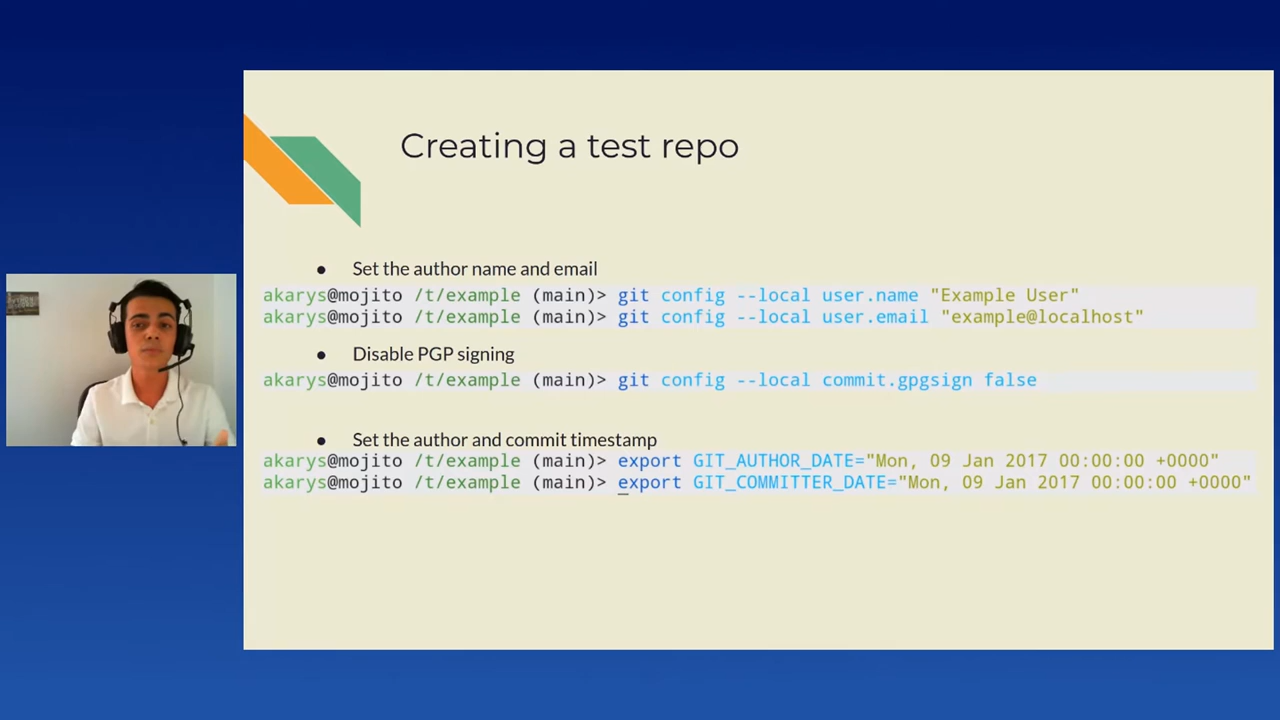 Creating a test repo
● Set the author name and email
akarys@mojito /t/example (main)> git config --local user.name "Example User"
akarys@mojito /t/example (main)> git config --local user.email "example@localhost"
● Disable PGP signing
akarys@mojito /t/example (main)> git config --local commit.gpgsign false
● Set the author and commit timestamp
akarys@mojito /t/example (main)> export GIT_AUTHOR_DATE="Mon, 09 Jan 2017 00:00:00 +0000"
akarys@mojito /t/example (main)> export GIT_COMMITTER_DATE="Mon, 09 Jan 2017 00:00:00 +0000"